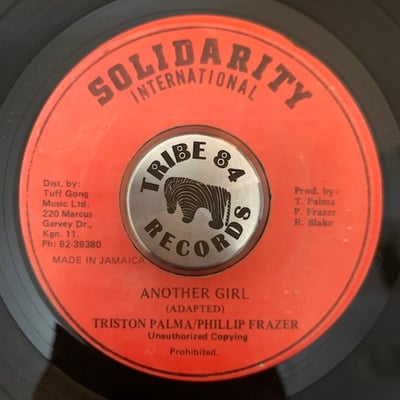 SOLIDARITY
INTERNATIONAL
TRIBE 84
RECORDS
Dist. by:
Tuff Gong
Music Ltd.
220 Marcus
Garvey Dr.,
Kgn. 11.
Ph: 92-39380
MADE IN JAMAICA
Prod. by:
T. Palma
P. Frazer
R. Blake
ANOTHER GIRL
(ADAPTED)
TRISTON PALMA/PHILLIP FRAZER
Unauthorized Copying
Prohibited.